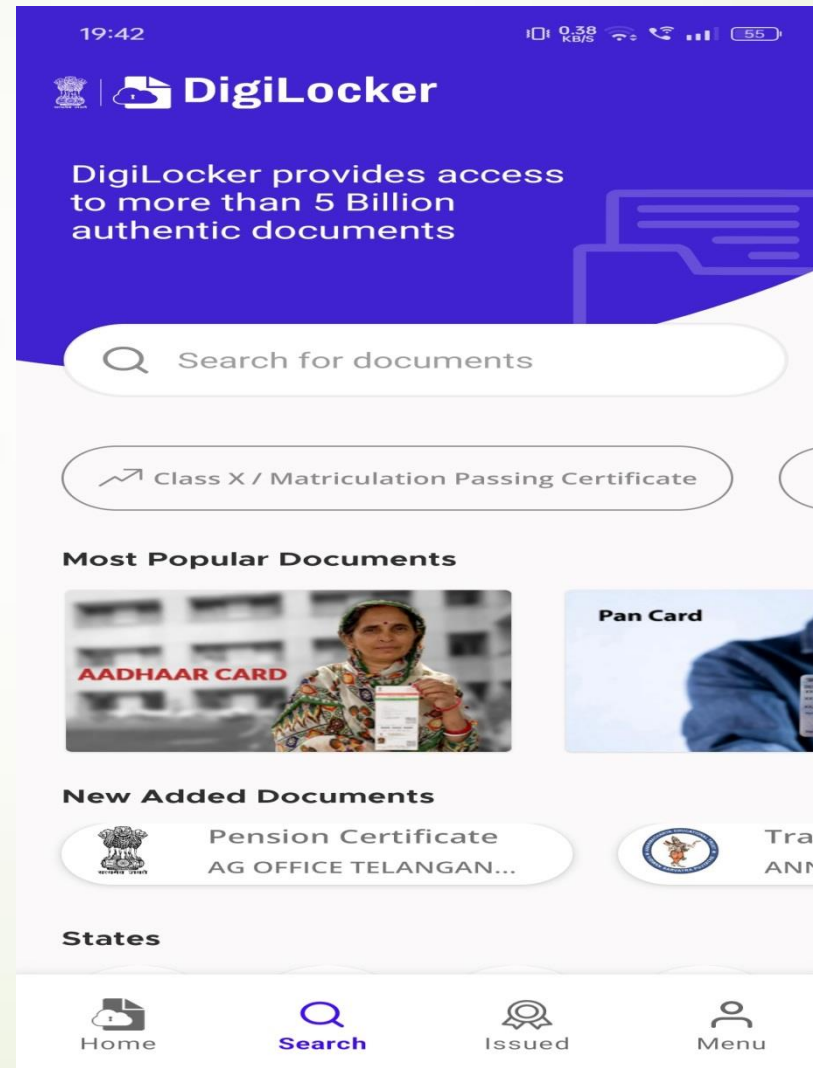 19:42
0.38
KB/S
55
DigiLocker
DigiLocker provides access
to more than 5 Billion
authentic documents
Search for documents
Class X / Matriculation Passing Certificate
Most Popular Documents
AADHAAR CARD
Pan Card
New Added Documents
Pension Certificate
AG OFFICE TELANGAN...
Tra
ANN
States
Home
Search
Issued
Menu